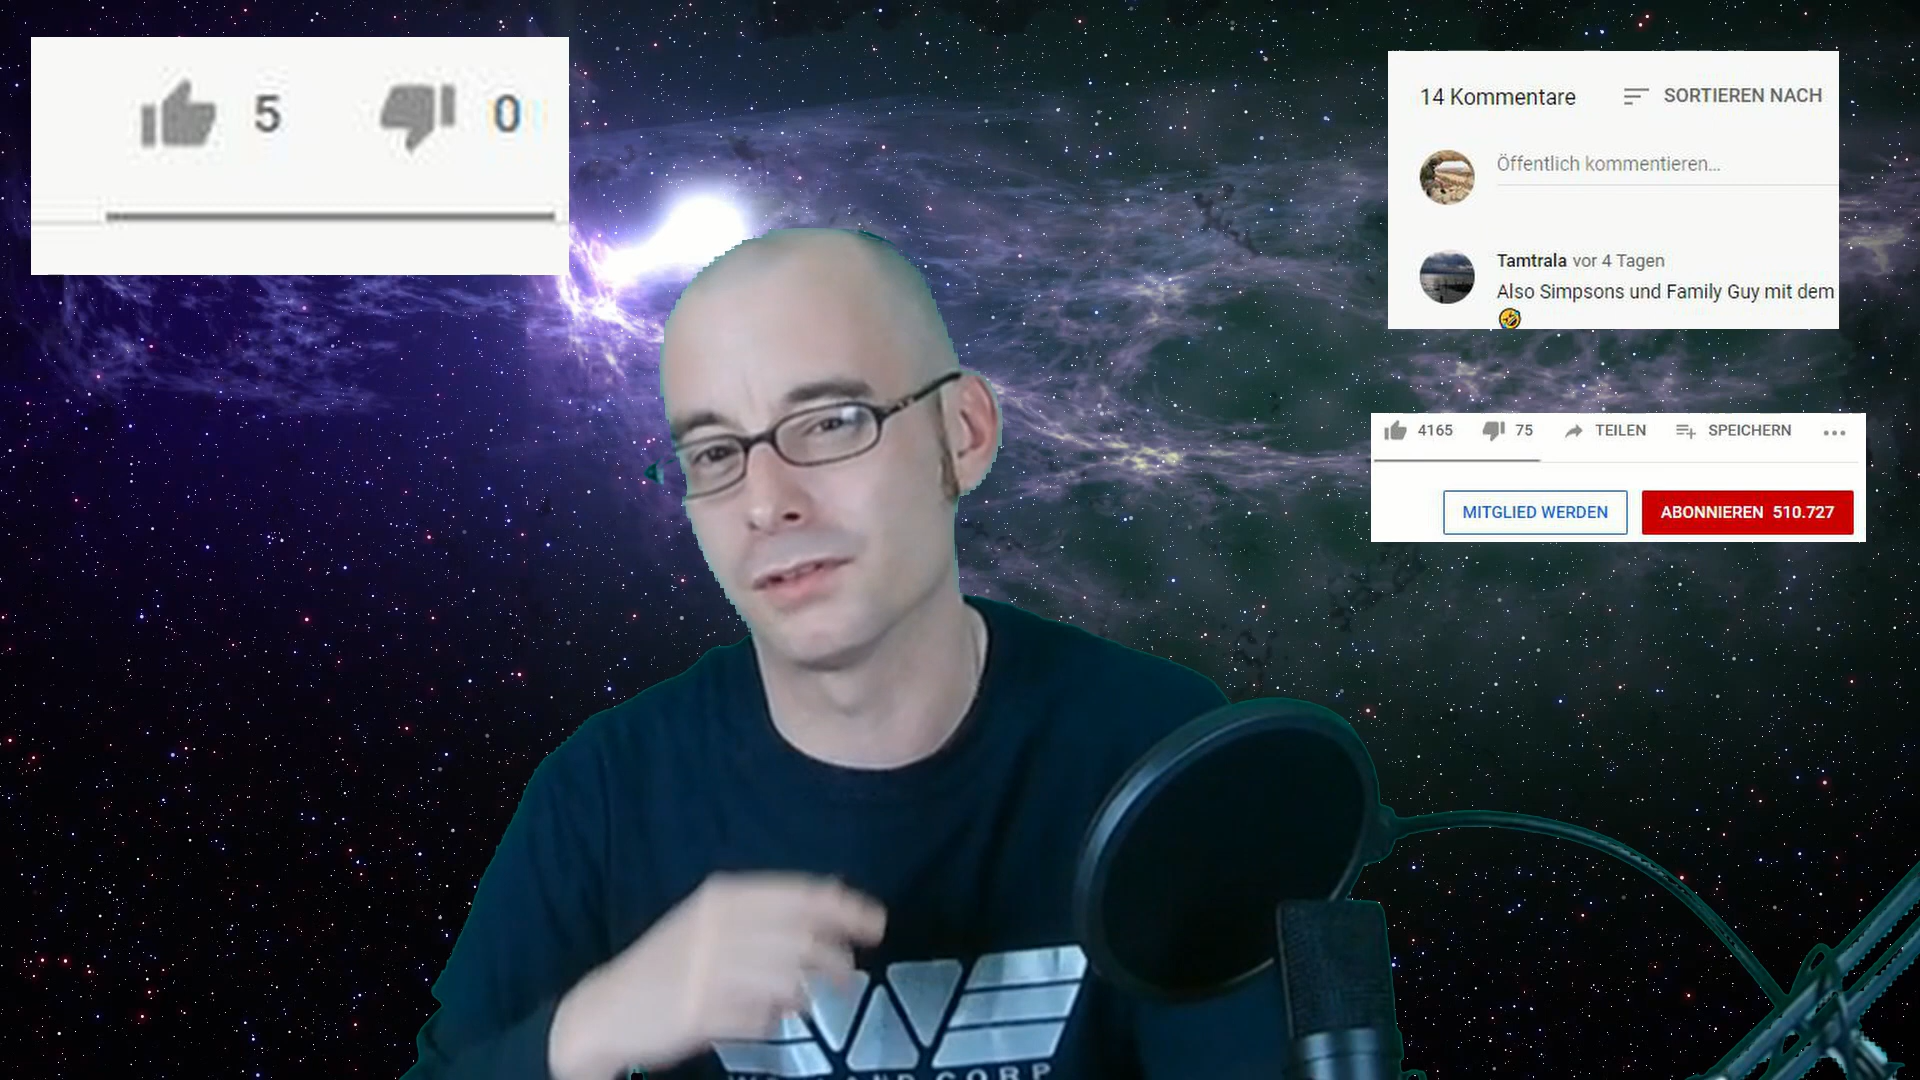 5 0
14 Kommentare SORTIEREN NACH
Öffentlich kommentieren...
Tamtrala vor 4 Tagen
Also Simpsons und Family Guy mit dem
🤣
4165 75 TEILEN SPEICHERN ...
MITGLIED WERDEN ABONNIEREN 510.727
CORP